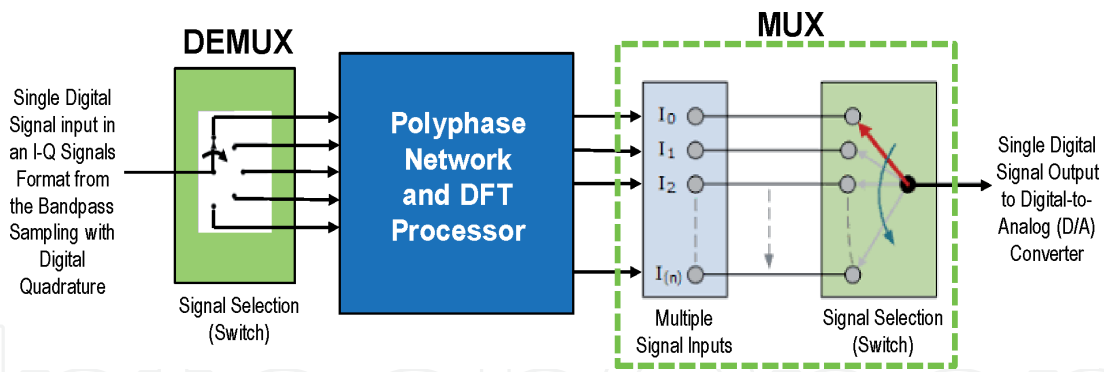 DEMUX
MUX
Single Digital
Signal input in
an I-Q Signals
Format from
the Bandpass
Sampling with
Digital
Quadrature
Signal Selection
(Switch)
Polyphase
Network
and DFT
Processor
I0
I1
I2
I(n)
Multiple
Signal Inputs
Signal Selection
(Switch)
Single Digital
Signal Output
to Digital-to-
Analog (D/A)
Converter